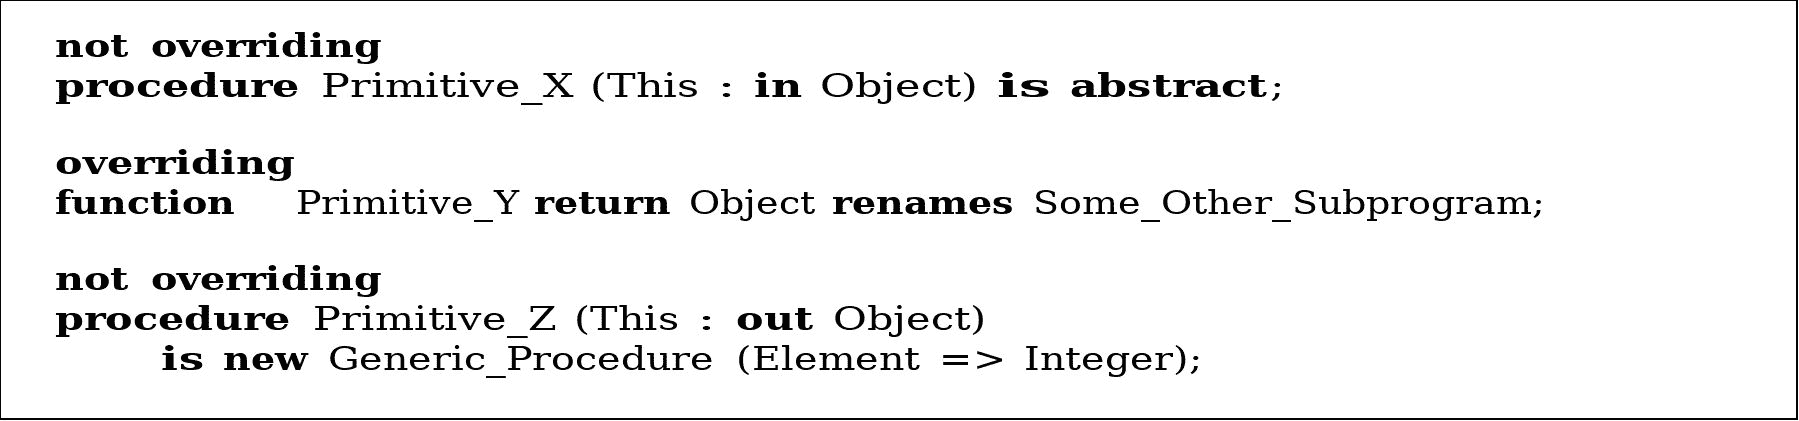 not overriding
procedure Primitive_X (This : in Object) is abstract;
overriding
function Primitive_Y return Object renames Some_Other_Subprogram;
not overriding
procedure Primitive_Z (This : out Object)
is new Generic_Procedure (Element => Integer);